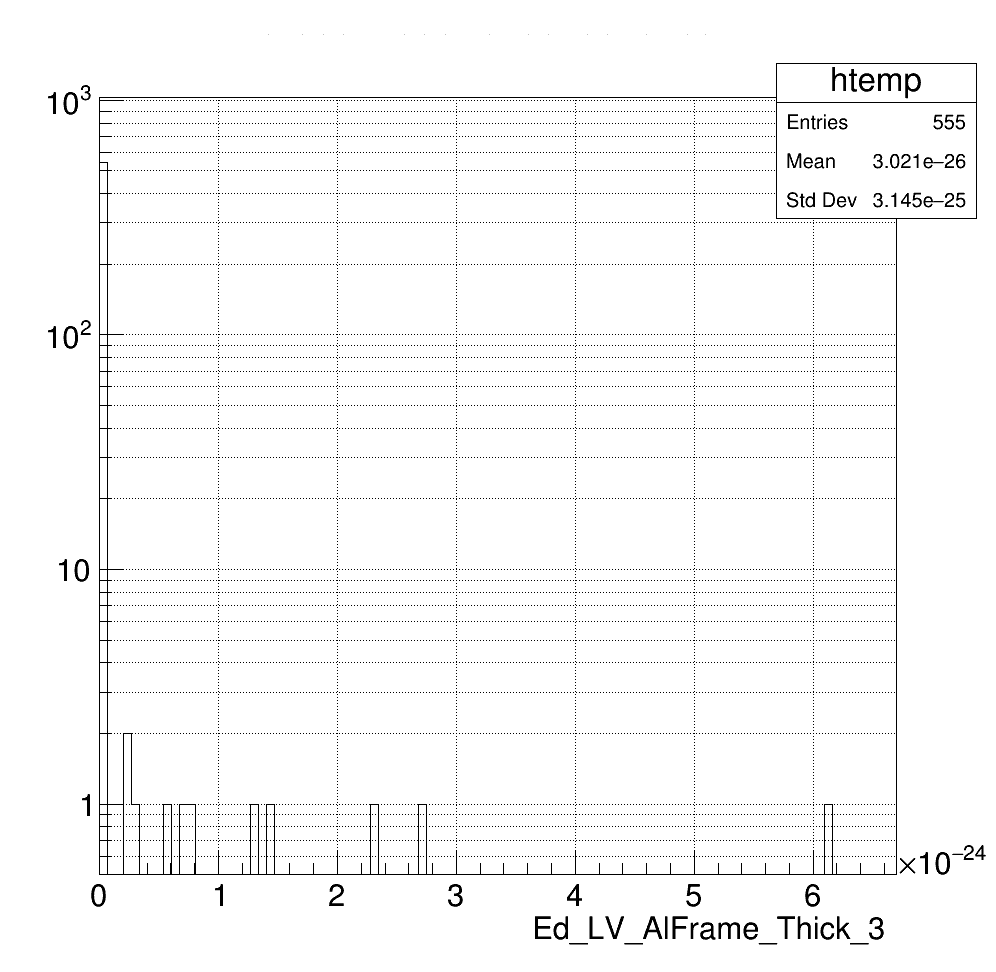 htemp
Entries 555
Mean 3.021e−26
Std Dev 3.145e−25
10³
10²
10
1
0 1 2 3 4 5 6
×10⁻²⁴
Ed_LV_AlFrame_Thick_3